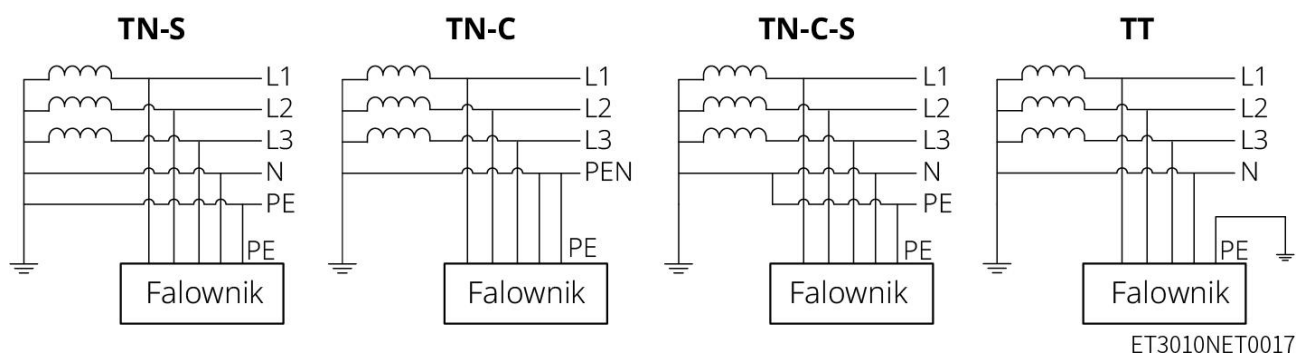 TN-S
L1
L2
L3
N
PE
PE
Falownik
TN-C
L1
L2
L3
PEN
PE
Falownik
TN-C-S
L1
L2
L3
N
PE
PE
Falownik
TT
L1
L2
L3
N
PE
Falownik
ET3010NET0017